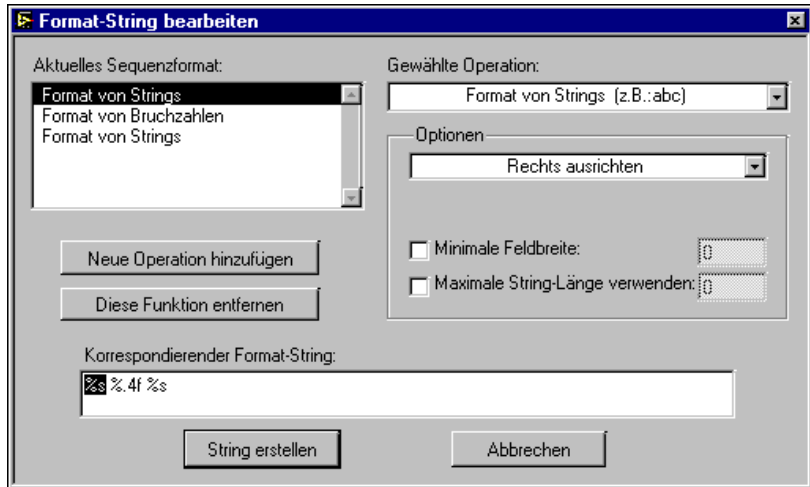 Format-String bearbeiten
Aktuelles Sequenzformat:
Format von Strings
Format von Bruchzahlen
Format von Strings
Neue Operation hinzufügen
Diese Funktion entfernen
Gewählte Operation:
Format von Strings (z.B.:abc)
Optionen
Rechts ausrichten
Minimale Feldbreite: 0
Maximale String-Länge verwenden: 0
Korrespondierender Format-String:
%s %.4f %s
String erstellen
Abbrechen